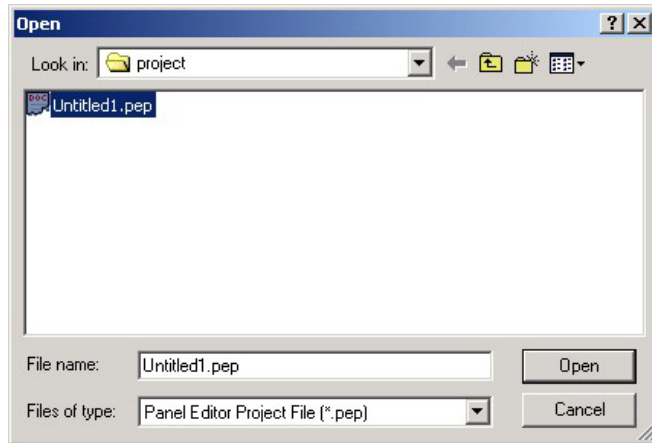 Open
Look in: project
DOC
Untitled1.pep
File name: Untitled1.pep Open
Files of type: Panel Editor Project File (*.pep) Cancel